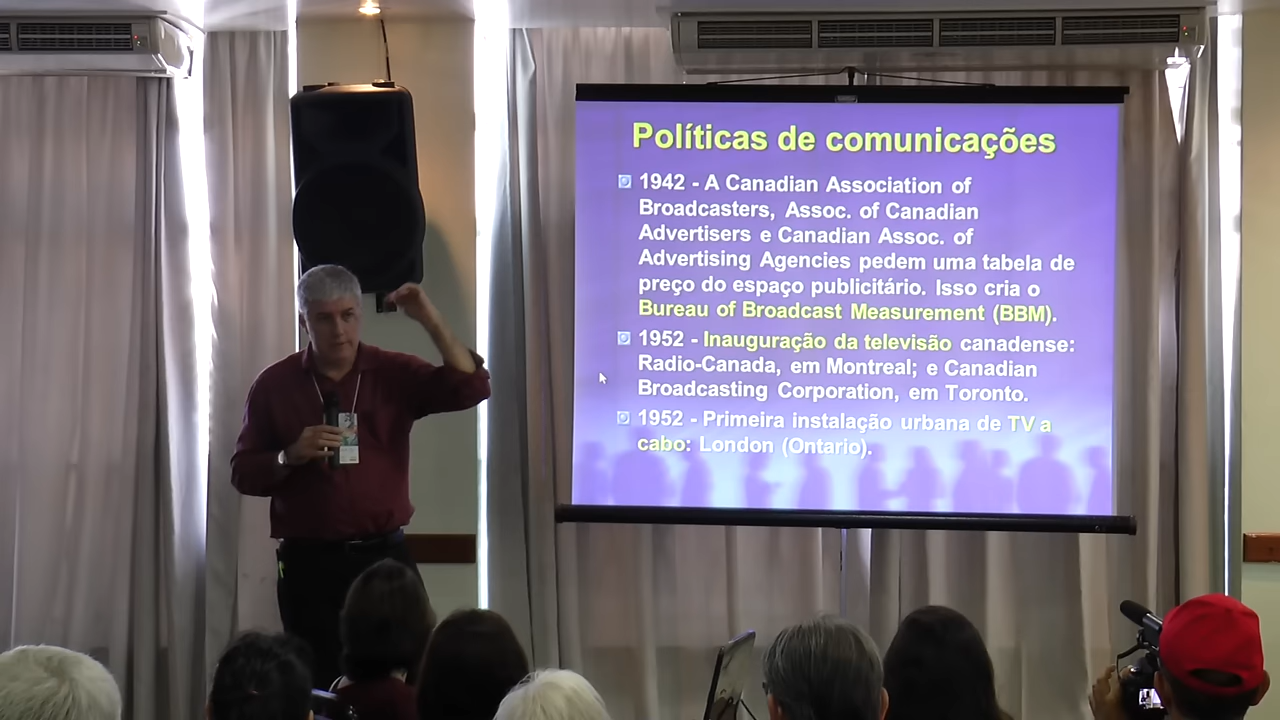 Políticas de comunicações
1942 - A Canadian Association of
Broadcasters, Assoc. of Canadian
Advertisers e Canadian Assoc. of
Advertising Agencies pedem uma tabela de
preço do espaço publicitário. Isso cria o
Bureau of Broadcast Measurement (BBM).
1952 - Inauguração da televisão canadense:
Radio-Canada, em Montreal; e Canadian
Broadcasting Corporation, em Toronto.
1952 - Primeira instalação urbana de TV a
cabo: London (Ontario).